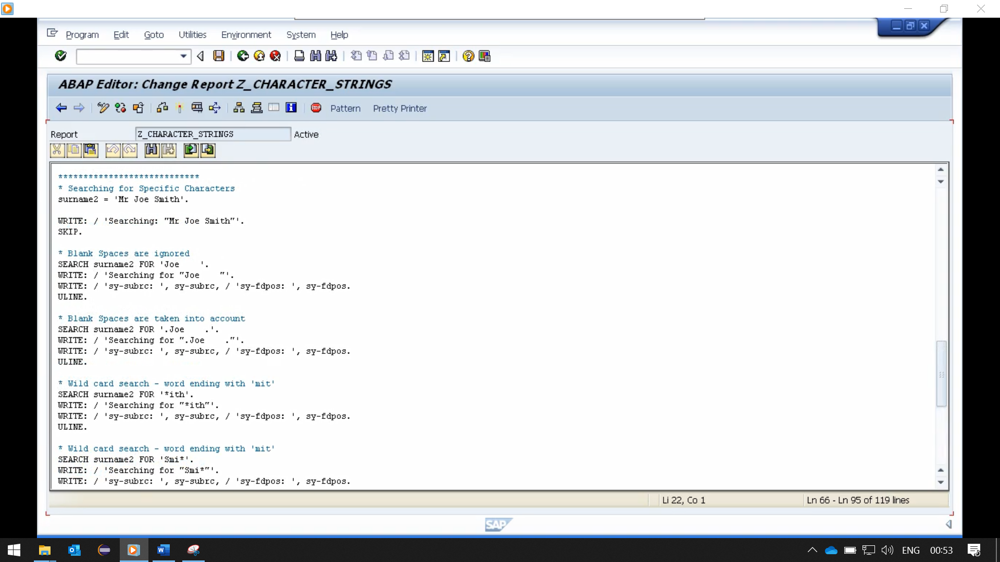 Program Edit Goto Utilities Environment System Help
ABAP Editor: Change Report Z_CHARACTER_STRINGS
STOP Pattern Pretty Printer
Report Z_CHARACTER_STRINGS Active
****************************
* Searching for Specific Characters
surname2 = 'Mr Joe Smith'.
WRITE: / 'Searching: "Mr Joe Smith"'.
SKIP.
* Blank Spaces are ignored
SEARCH surname2 FOR 'Joe    '.
WRITE: / 'Searching for "Joe    "'.
WRITE: / 'sy-subrc: ', sy-subrc, / 'sy-fdpos: ', sy-fdpos.
ULINE.
* Blank Spaces are taken into account
SEARCH surname2 FOR '.Joe    .'.
WRITE: / 'Searching for ".Joe    ."'.
WRITE: / 'sy-subrc: ', sy-subrc, / 'sy-fdpos: ', sy-fdpos.
ULINE.
* Wild card search - word ending with 'mit'
SEARCH surname2 FOR '*ith'.
WRITE: / 'Searching for "*ith"'.
WRITE: / 'sy-subrc: ', sy-subrc, / 'sy-fdpos: ', sy-fdpos.
ULINE.
* Wild card search - word ending with 'mit'
SEARCH surname2 FOR 'Smi*'.
WRITE: / 'Searching for "Smi*"'.
WRITE: / 'sy-subrc: ', sy-subrc, / 'sy-fdpos: ', sy-fdpos.
Li 22, Co 1 Ln 66 - Ln 95 of 119 lines
SAP
ENG 00:53